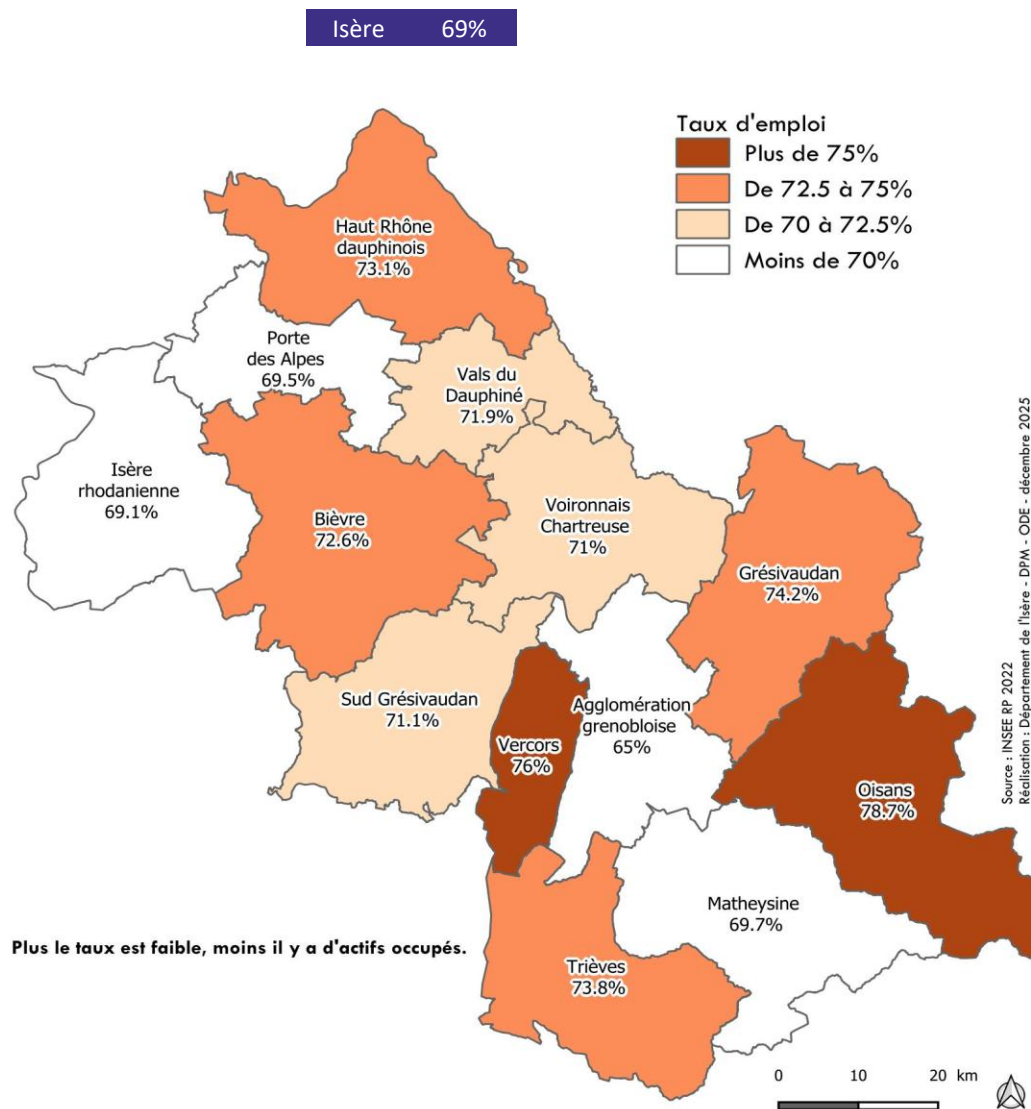 Isère 69%
Taux d'emploi
Plus de 75%
De 72.5 à 75%
De 70 à 72.5%
Moins de 70%
Haut Rhône
dauphinois
73.1%
Porte
des Alpes
69.5%
Vals du
Dauphiné
71.9%
Isère
rhodanienne
69.1%
Bièvre
72.6%
Voironnais
Chartreuse
71%
Grésivaudan
74.2%
Sud Grésivaudan
71.1%
Vercors
76%
Agglomération
grenobloise
65%
Oisans
78.7%
Matheysine
69.7%
Trièves
73.8%
Plus le taux est faible, moins il y a d'actifs occupés.
Source : INSEE RP 2022
Réalisation : Département de l'Isère - DPM - ODE - décembre 2025
0 10 20 km